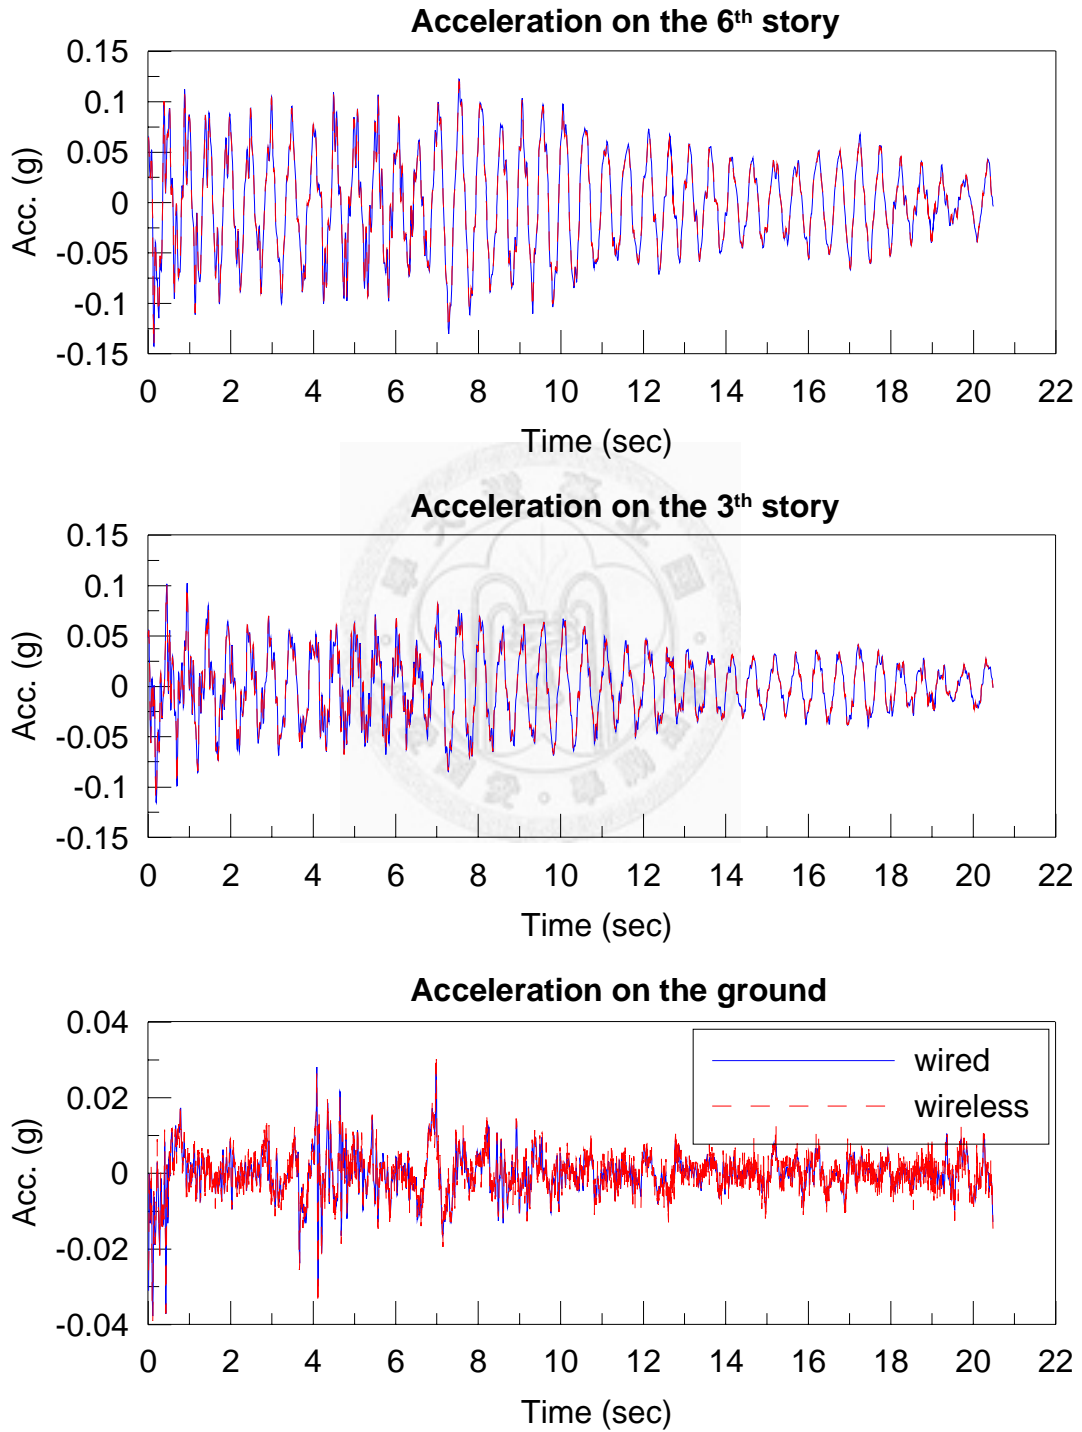 Acceleration on the 6th story
0.15
0.1
0.05
0
-0.05
-0.1
-0.15
Acc. (g)
0 2 4 6 8 10 12 14 16 18 20 22
Time (sec)
Acceleration on the 3th story
0.15
0.1
0.05
0
-0.05
-0.1
-0.15
Acc. (g)
0 2 4 6 8 10 12 14 16 18 20 22
Time (sec)
Acceleration on the ground
0.04
0.02
0
-0.02
-0.04
Acc. (g)
wired
wireless
0 2 4 6 8 10 12 14 16 18 20 22
Time (sec)